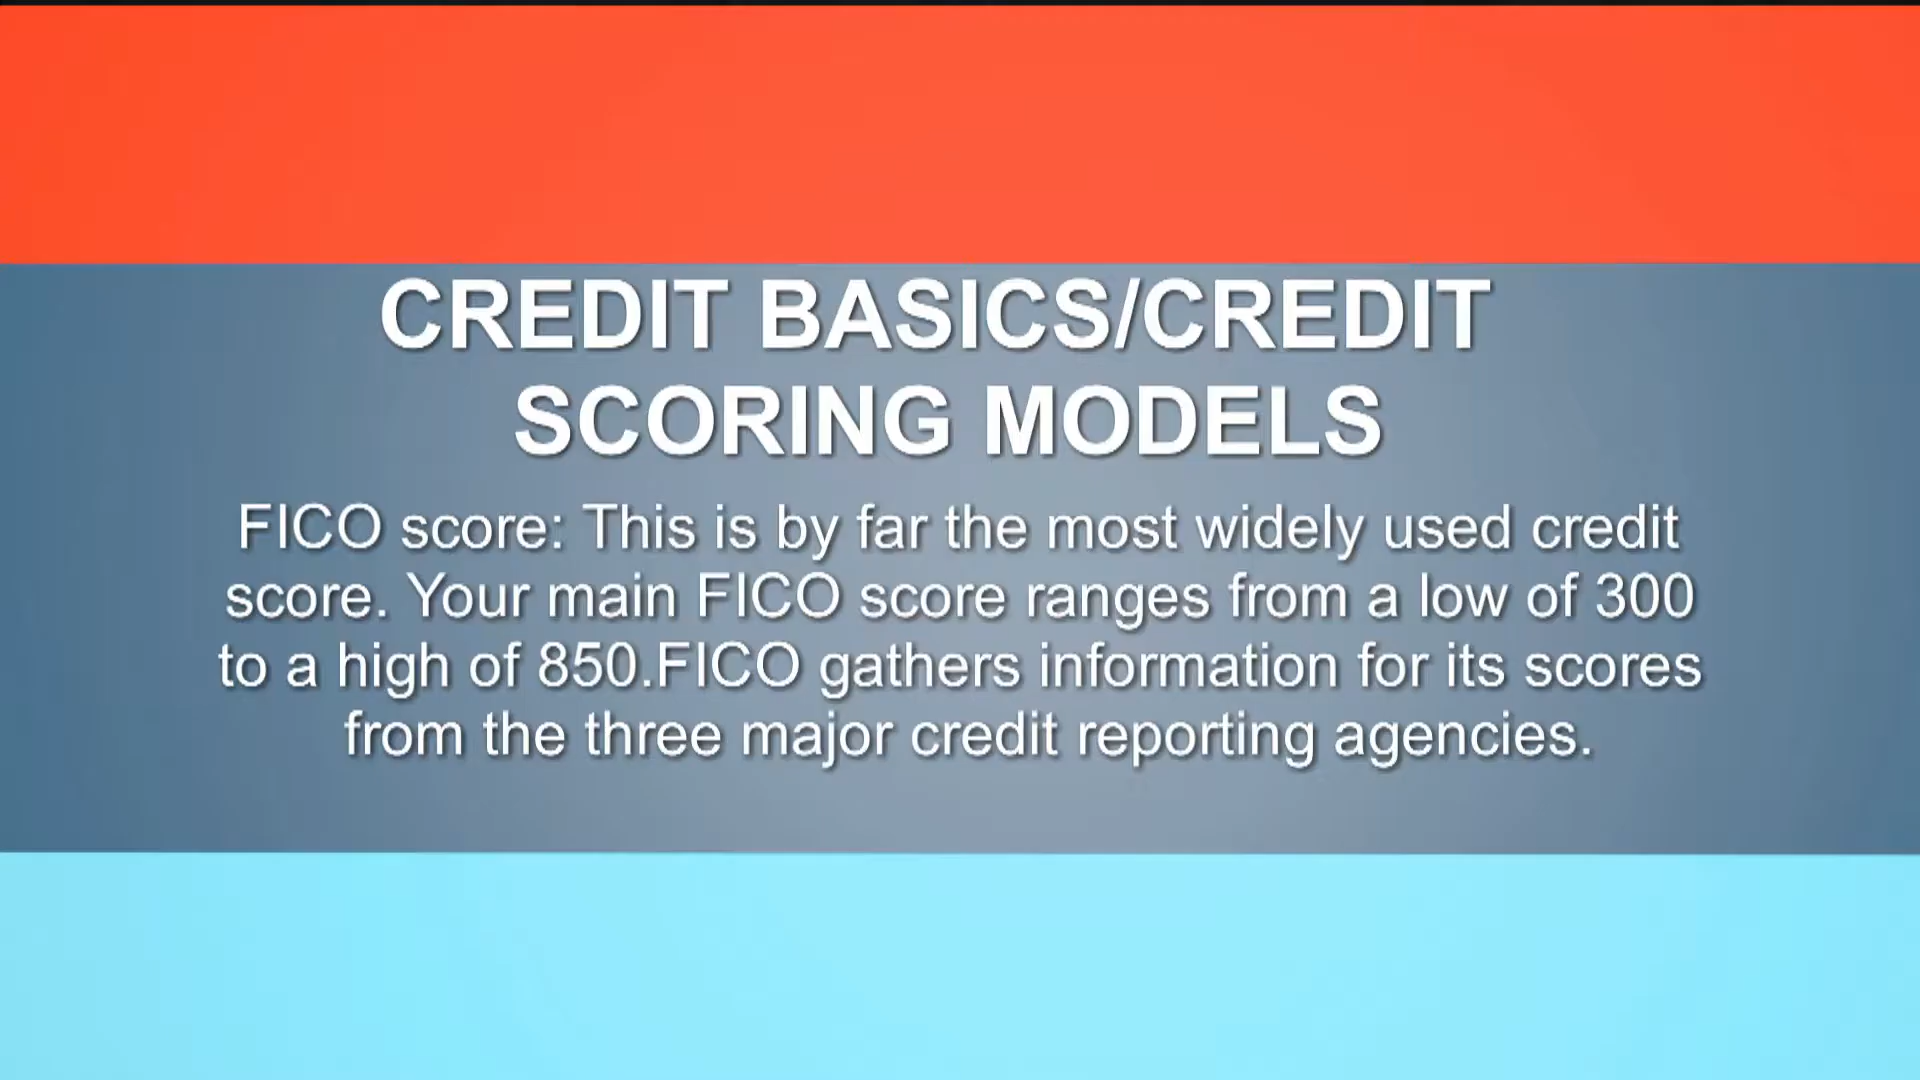 CREDIT BASICS/CREDIT
SCORING MODELS
FICO score: This is by far the most widely used credit
score. Your main FICO score ranges from a low of 300
to a high of 850.FICO gathers information for its scores
from the three major credit reporting agencies.